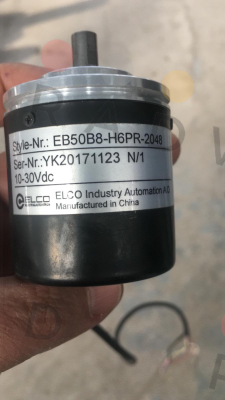 Style-Nr.: EB50B8-H6PR-2048
Ser-Nr.:YK20171123 N/1
10-30Vdc
ELCO
ELCO Industry Automation AG
Manufactured in China